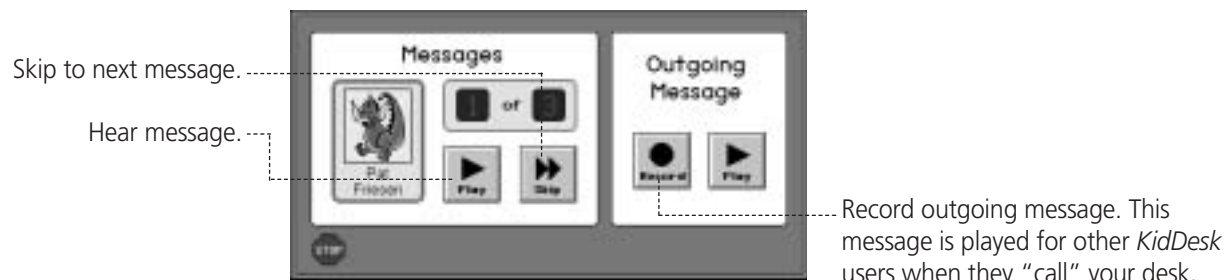 Messages
Skip to next message.
1 of 3
Hear message.
Pat
Friesen
Play
Skip
Outgoing
Message
Record
Play
STOP
Record outgoing message. This
message is played for other KidDesk
users when they “call” your desk.